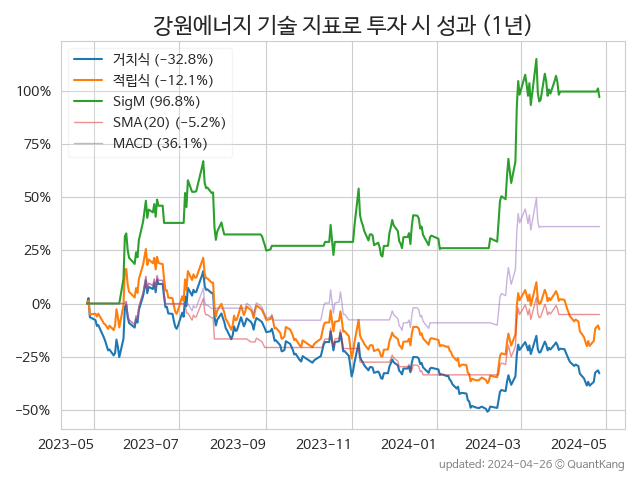 강원에너지 기술 지표로 투자 시 성과 (1년)
거치식 (−32.8%)
적립식 (−12.1%)
SigM (96.8%)
SMA(20) (−5.2%)
MACD (36.1%)
100%
75%
50%
25%
0%
−25%
−50%
2023-05 2023-07 2023-09 2023-11 2024-01 2024-03 2024-05
updated: 2024-04-26 © QuantKang